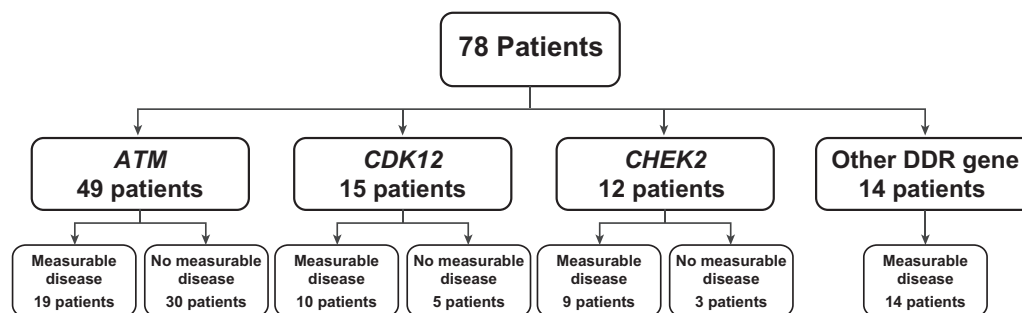 78 Patients
ATM
49 patients
CDK12
15 patients
CHEK2
12 patients
Other DDR gene
14 patients
Measurable
disease
19 patients
No measurable
disease
30 patients
Measurable
disease
10 patients
No measurable
disease
5 patients
Measurable
disease
9 patients
No measurable
disease
3 patients
Measurable
disease
14 patients